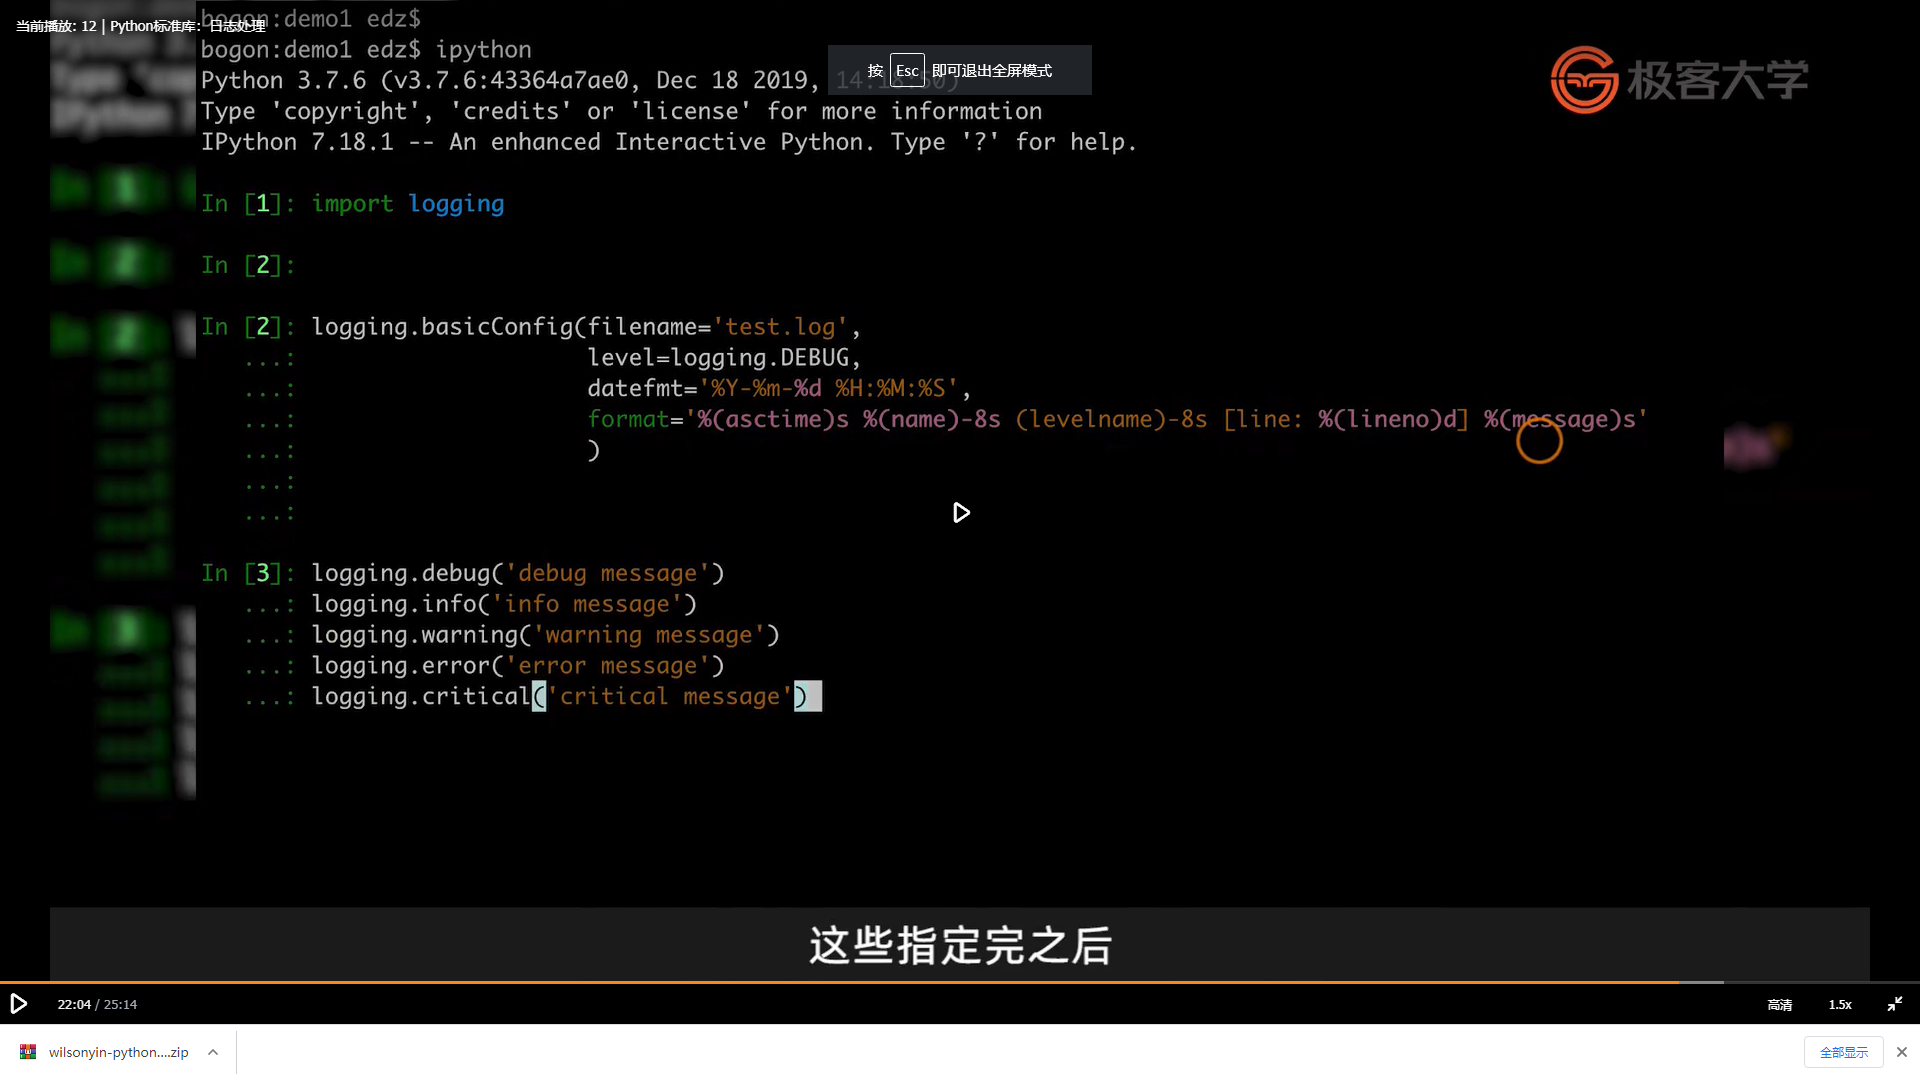 bogon:demo1 edz$
当前播放: 12 | Python标准库：日志处理
bogon:demo1 edz$ ipython
按 Esc 即可退出全屏模式
极客大学
Python 3.7.6 (v3.7.6:43364a7ae0, Dec 18 2019, 14:18:50)
Type 'copyright', 'credits' or 'license' for more information
IPython 7.18.1 -- An enhanced Interactive Python. Type '?' for help.
In [1]: import logging
In [2]:
In [2]: logging.basicConfig(filename='test.log',
...: level=logging.DEBUG,
...: datefmt='%Y-%m-%d %H:%M:%S',
...: format='%(asctime)s %(name)-8s (levelname)-8s [line: %(lineno)d] %(message)s'
...: )
...:
...:
In [3]: logging.debug('debug message')
...: logging.info('info message')
...: logging.warning('warning message')
...: logging.error('error message')
...: logging.critical('critical message')
这些指定完之后
22:04 / 25:14
高清
1.5x
wilsonyin-python....zip
全部显示